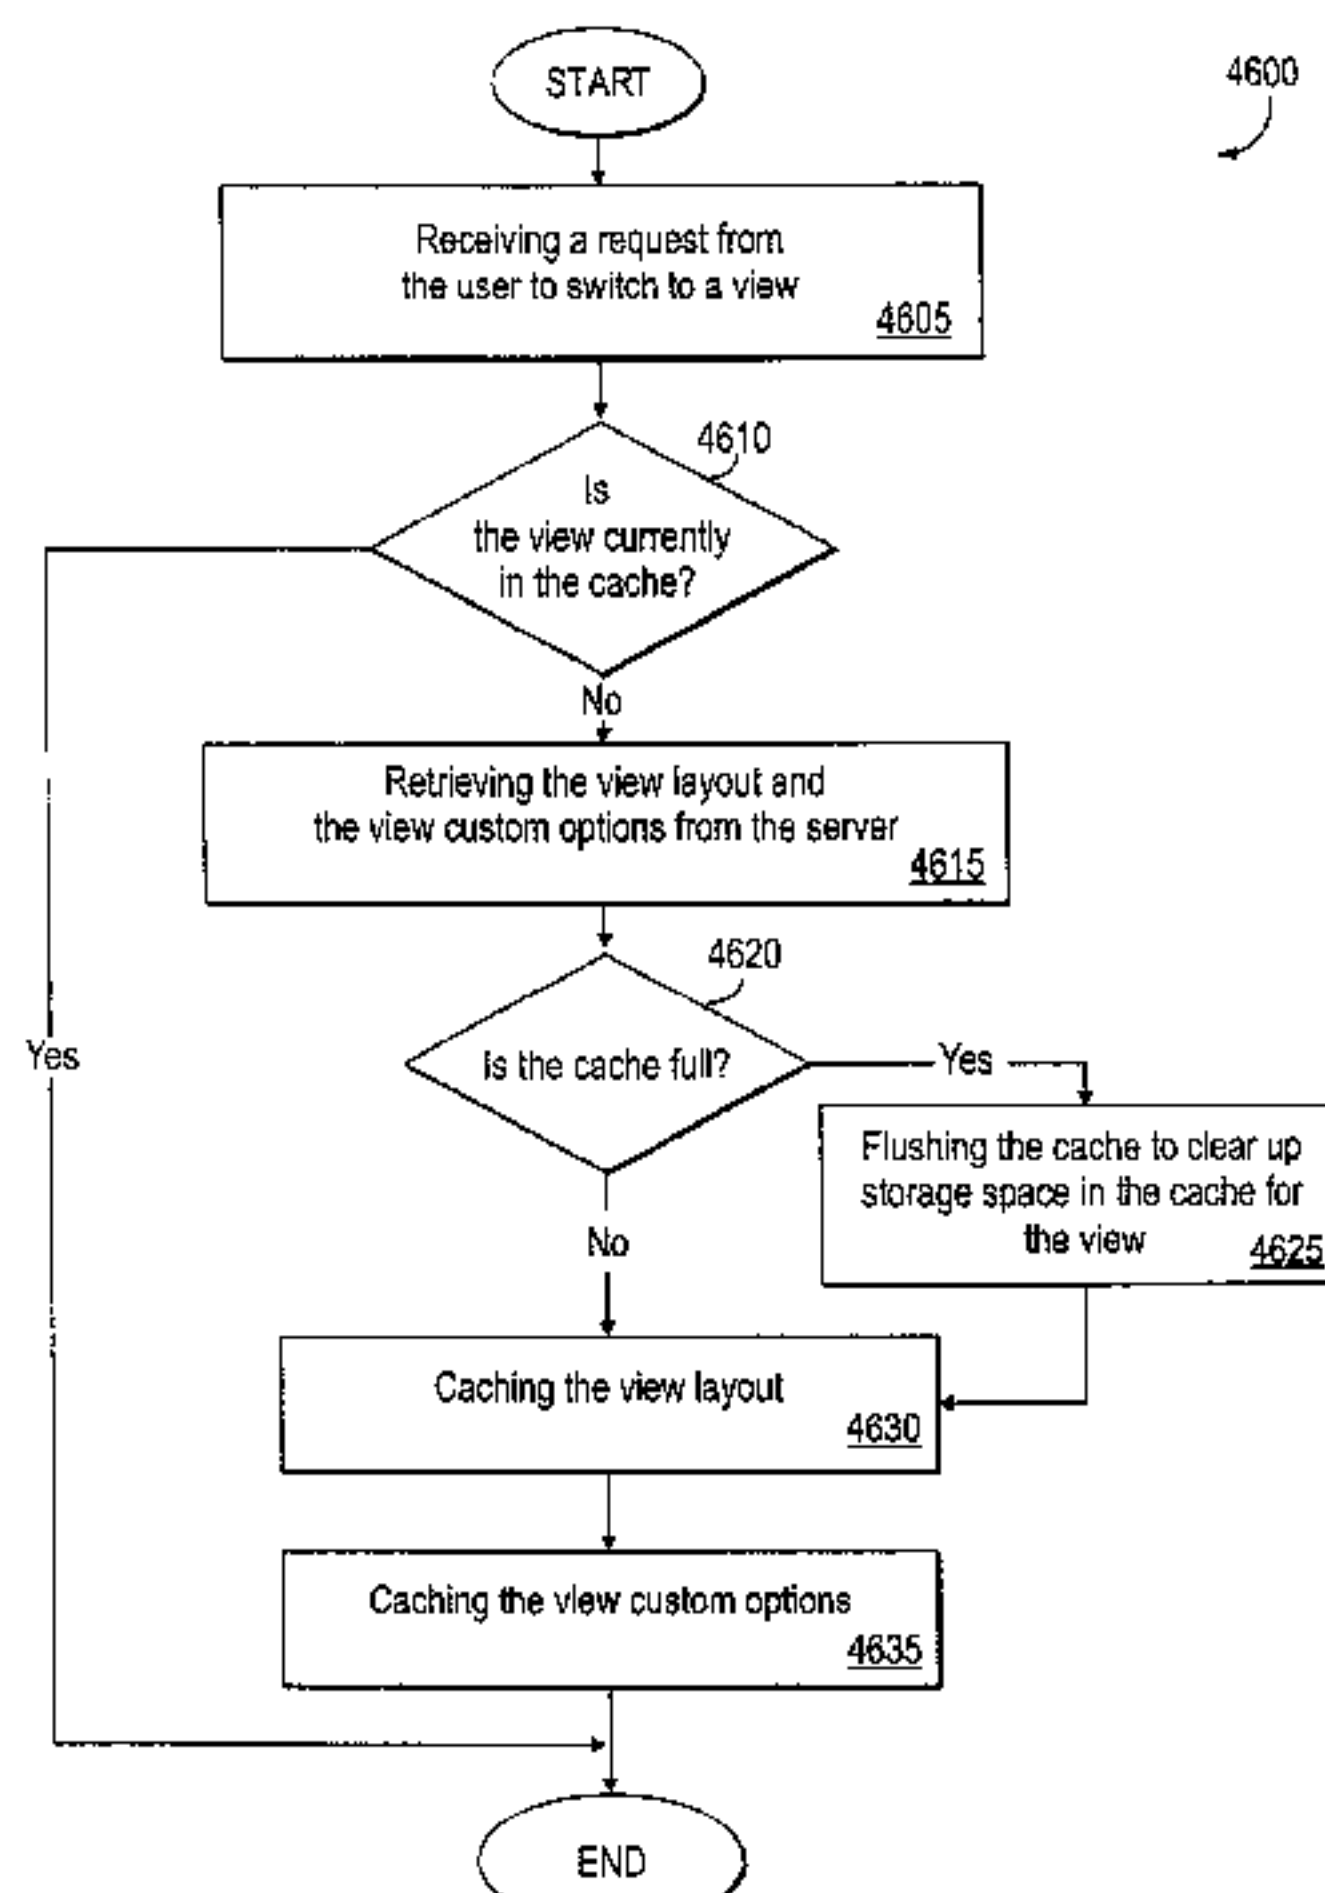 START
4600
Receiving a request from
the user to switch to a view
4605
4610
Is
the view currently
in the cache?
No
Retrieving the view layout and
the view custom options from the server
4615
4620
Is the cache full?
Yes
Yes
Flushing the cache to clear up
storage space in the cache for
the view
4625
No
Caching the view layout
4630
Caching the view custom options
4635
END